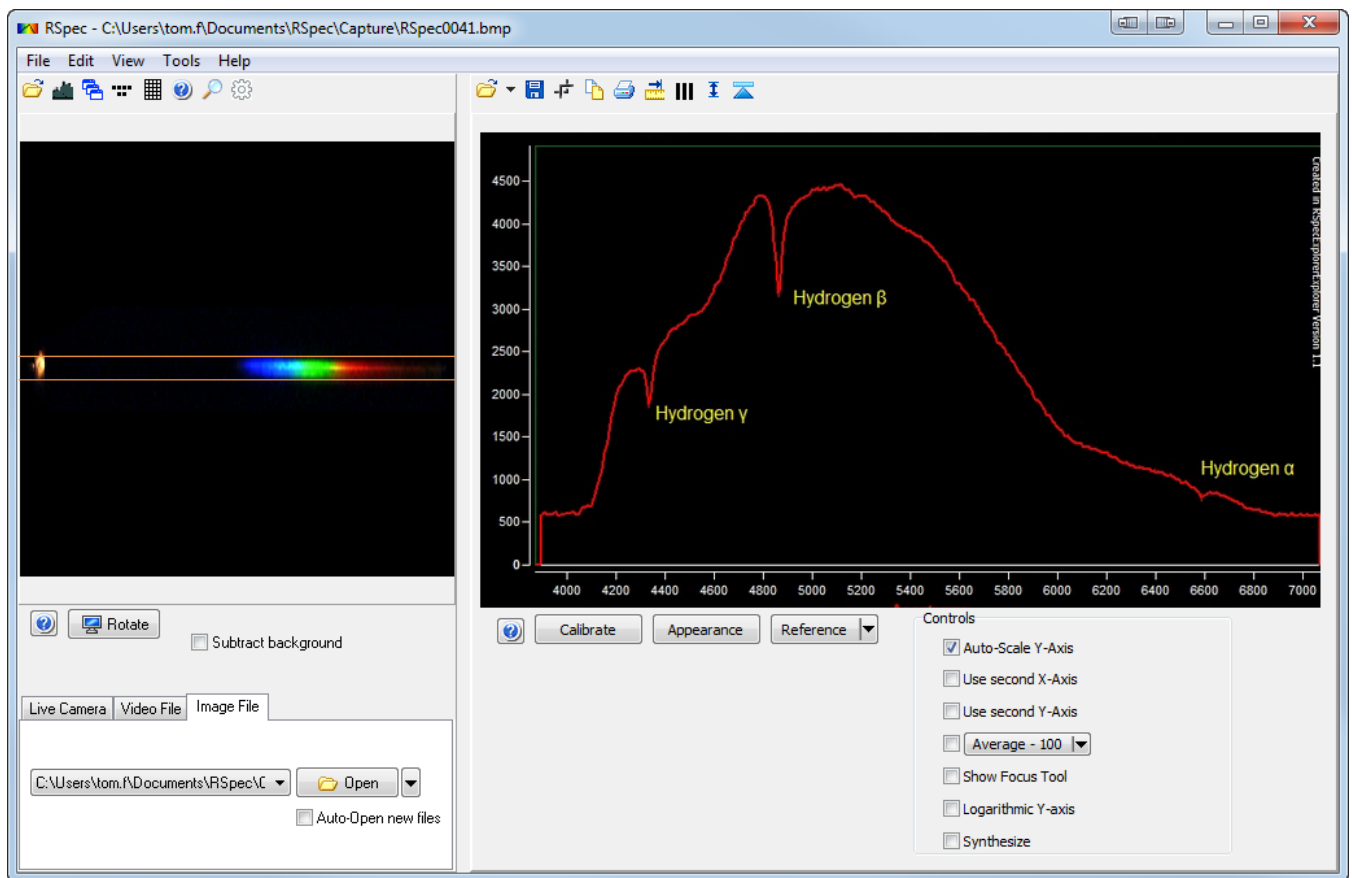 RSpec - C:\Users\tom.f\Documents\RSpec\Capture\RSpec0041.bmp
File Edit View Tools Help
Created in RSpecExplorerExplorer Version 1.1
4500
4000
3500
3000
2500
2000
1500
1000
500
0
Hydrogen β
Hydrogen γ
Hydrogen α
4000 4200 4400 4600 4800 5000 5200 5400 5600 5800 6000 6200 6400 6600 6800 7000
Rotate
Subtract background
Live Camera Video File Image File
C:\Users\tom.f\Documents\RSpec\C Open
Auto-Open new files
Calibrate Appearance Reference
Controls
Auto-Scale Y-Axis
Use second X-Axis
Use second Y-Axis
Average - 100
Show Focus Tool
Logarithmic Y-axis
Synthesize